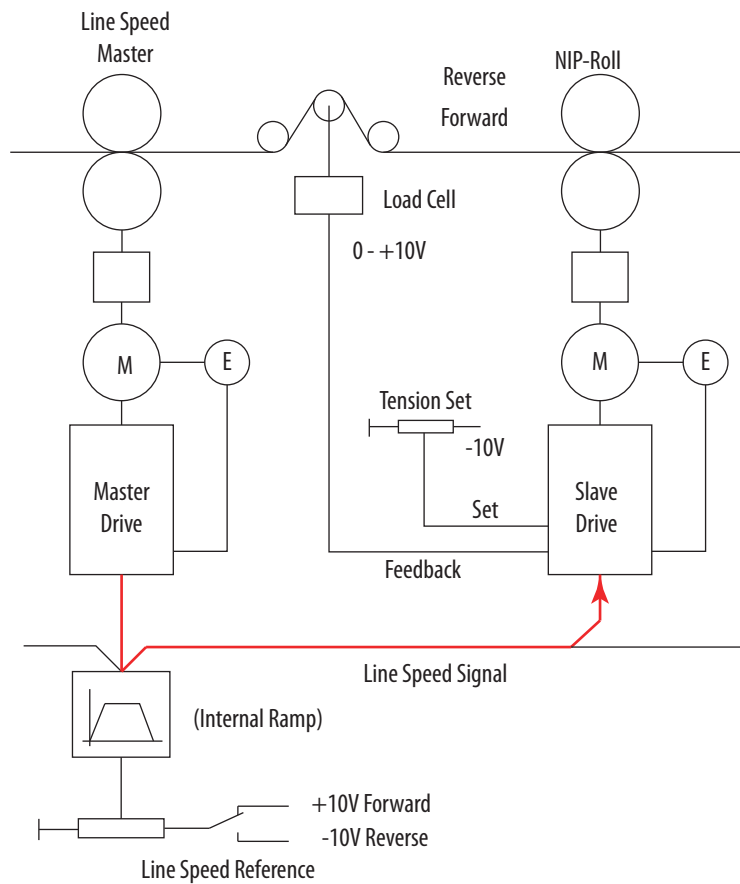 Line Speed
Master
NIP-Roll
Reverse
Forward
Load Cell
0 - +10V
M
E
M
E
Tension Set
-10V
Master
Drive
Slave
Drive
Set
Feedback
Line Speed Signal
(Internal Ramp)
+10V Forward
-10V Reverse
Line Speed Reference